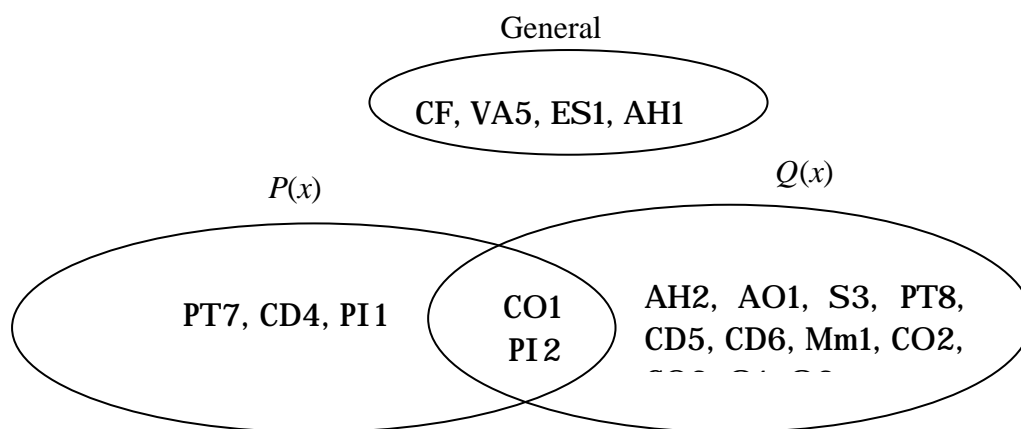 General
CF, VA5, ES1, AH1
P(x)
Q(x)
PT7, CD4, PI1
CO1
PI2
AH2, AO1, S3, PT8,
CD5, CD6, Mm1, CO2,